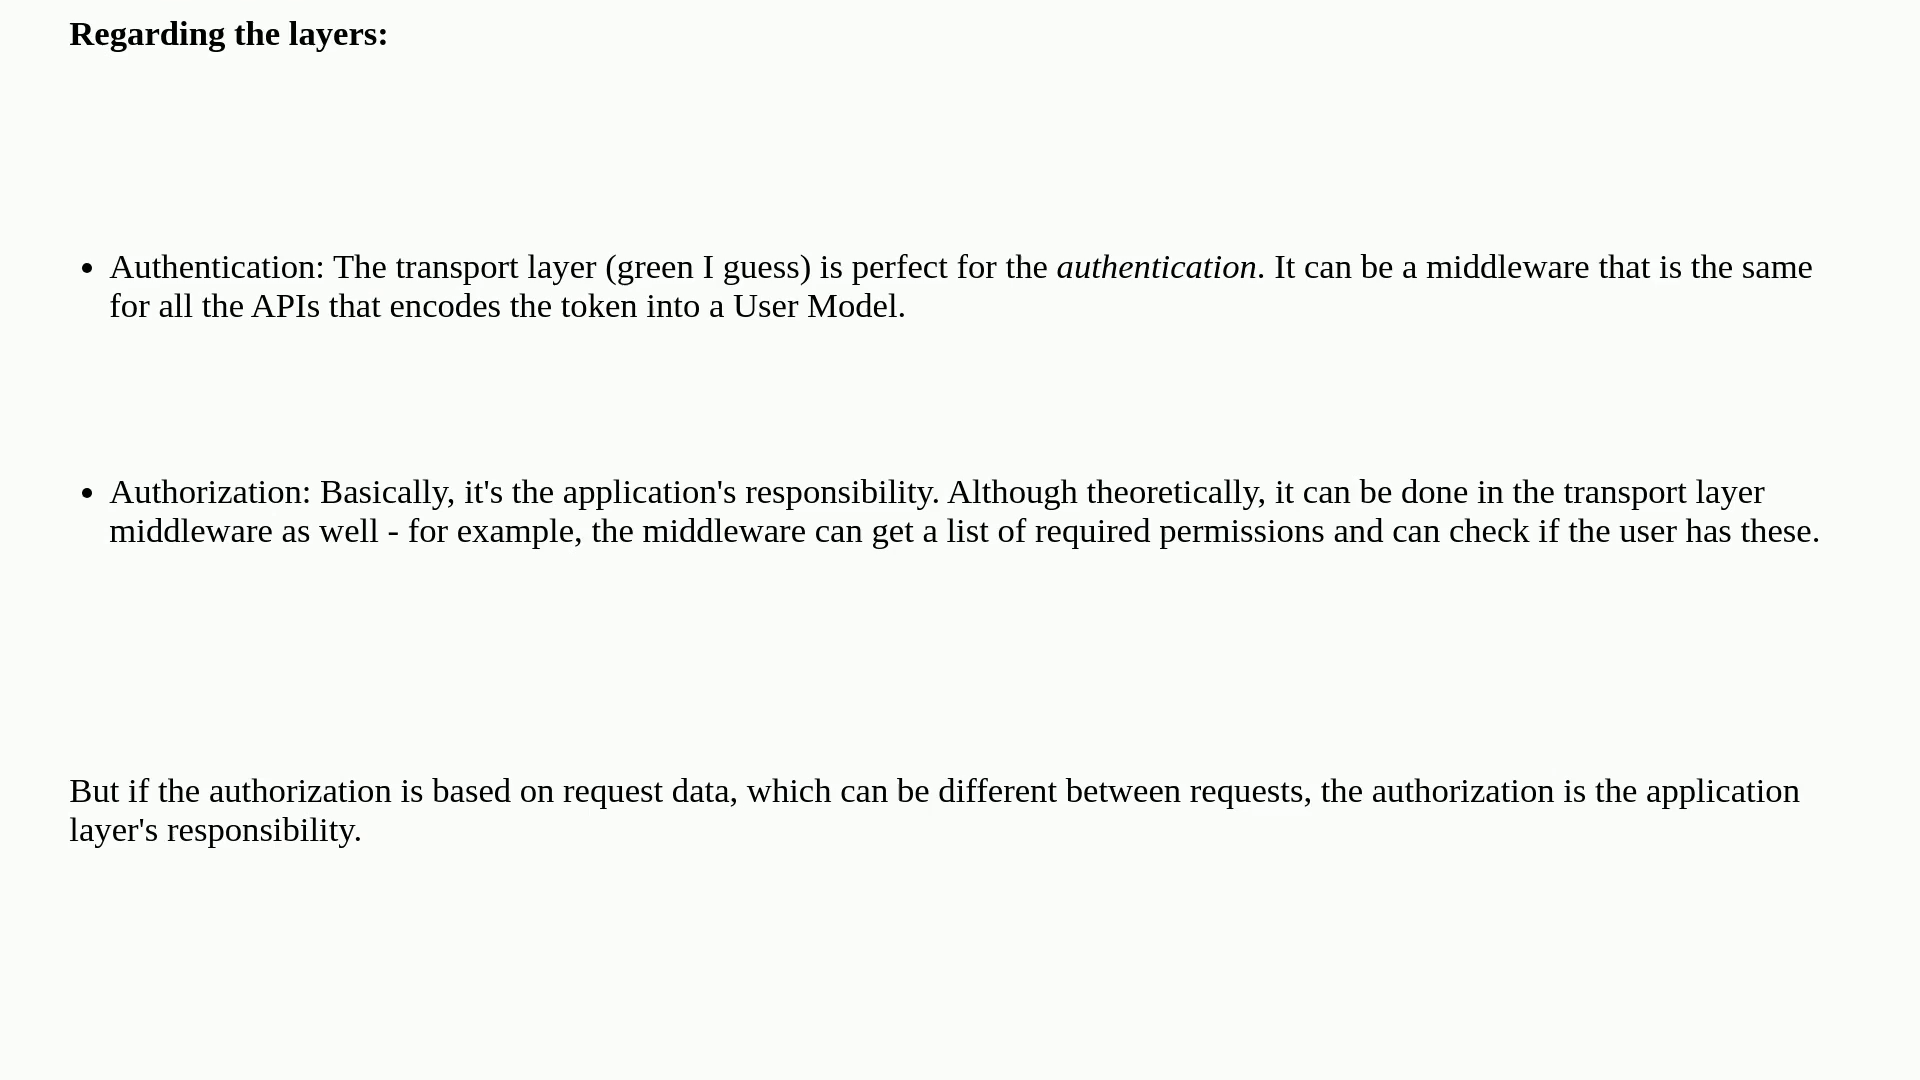 Regarding the layers:
• Authentication: The transport layer (green I guess) is perfect for the authentication. It can be a middleware that is the same
for all the APIs that encodes the token into a User Model.
• Authorization: Basically, it's the application's responsibility. Although theoretically, it can be done in the transport layer
middleware as well - for example, the middleware can get a list of required permissions and can check if the user has these.
But if the authorization is based on request data, which can be different between requests, the authorization is the application
layer's responsibility.